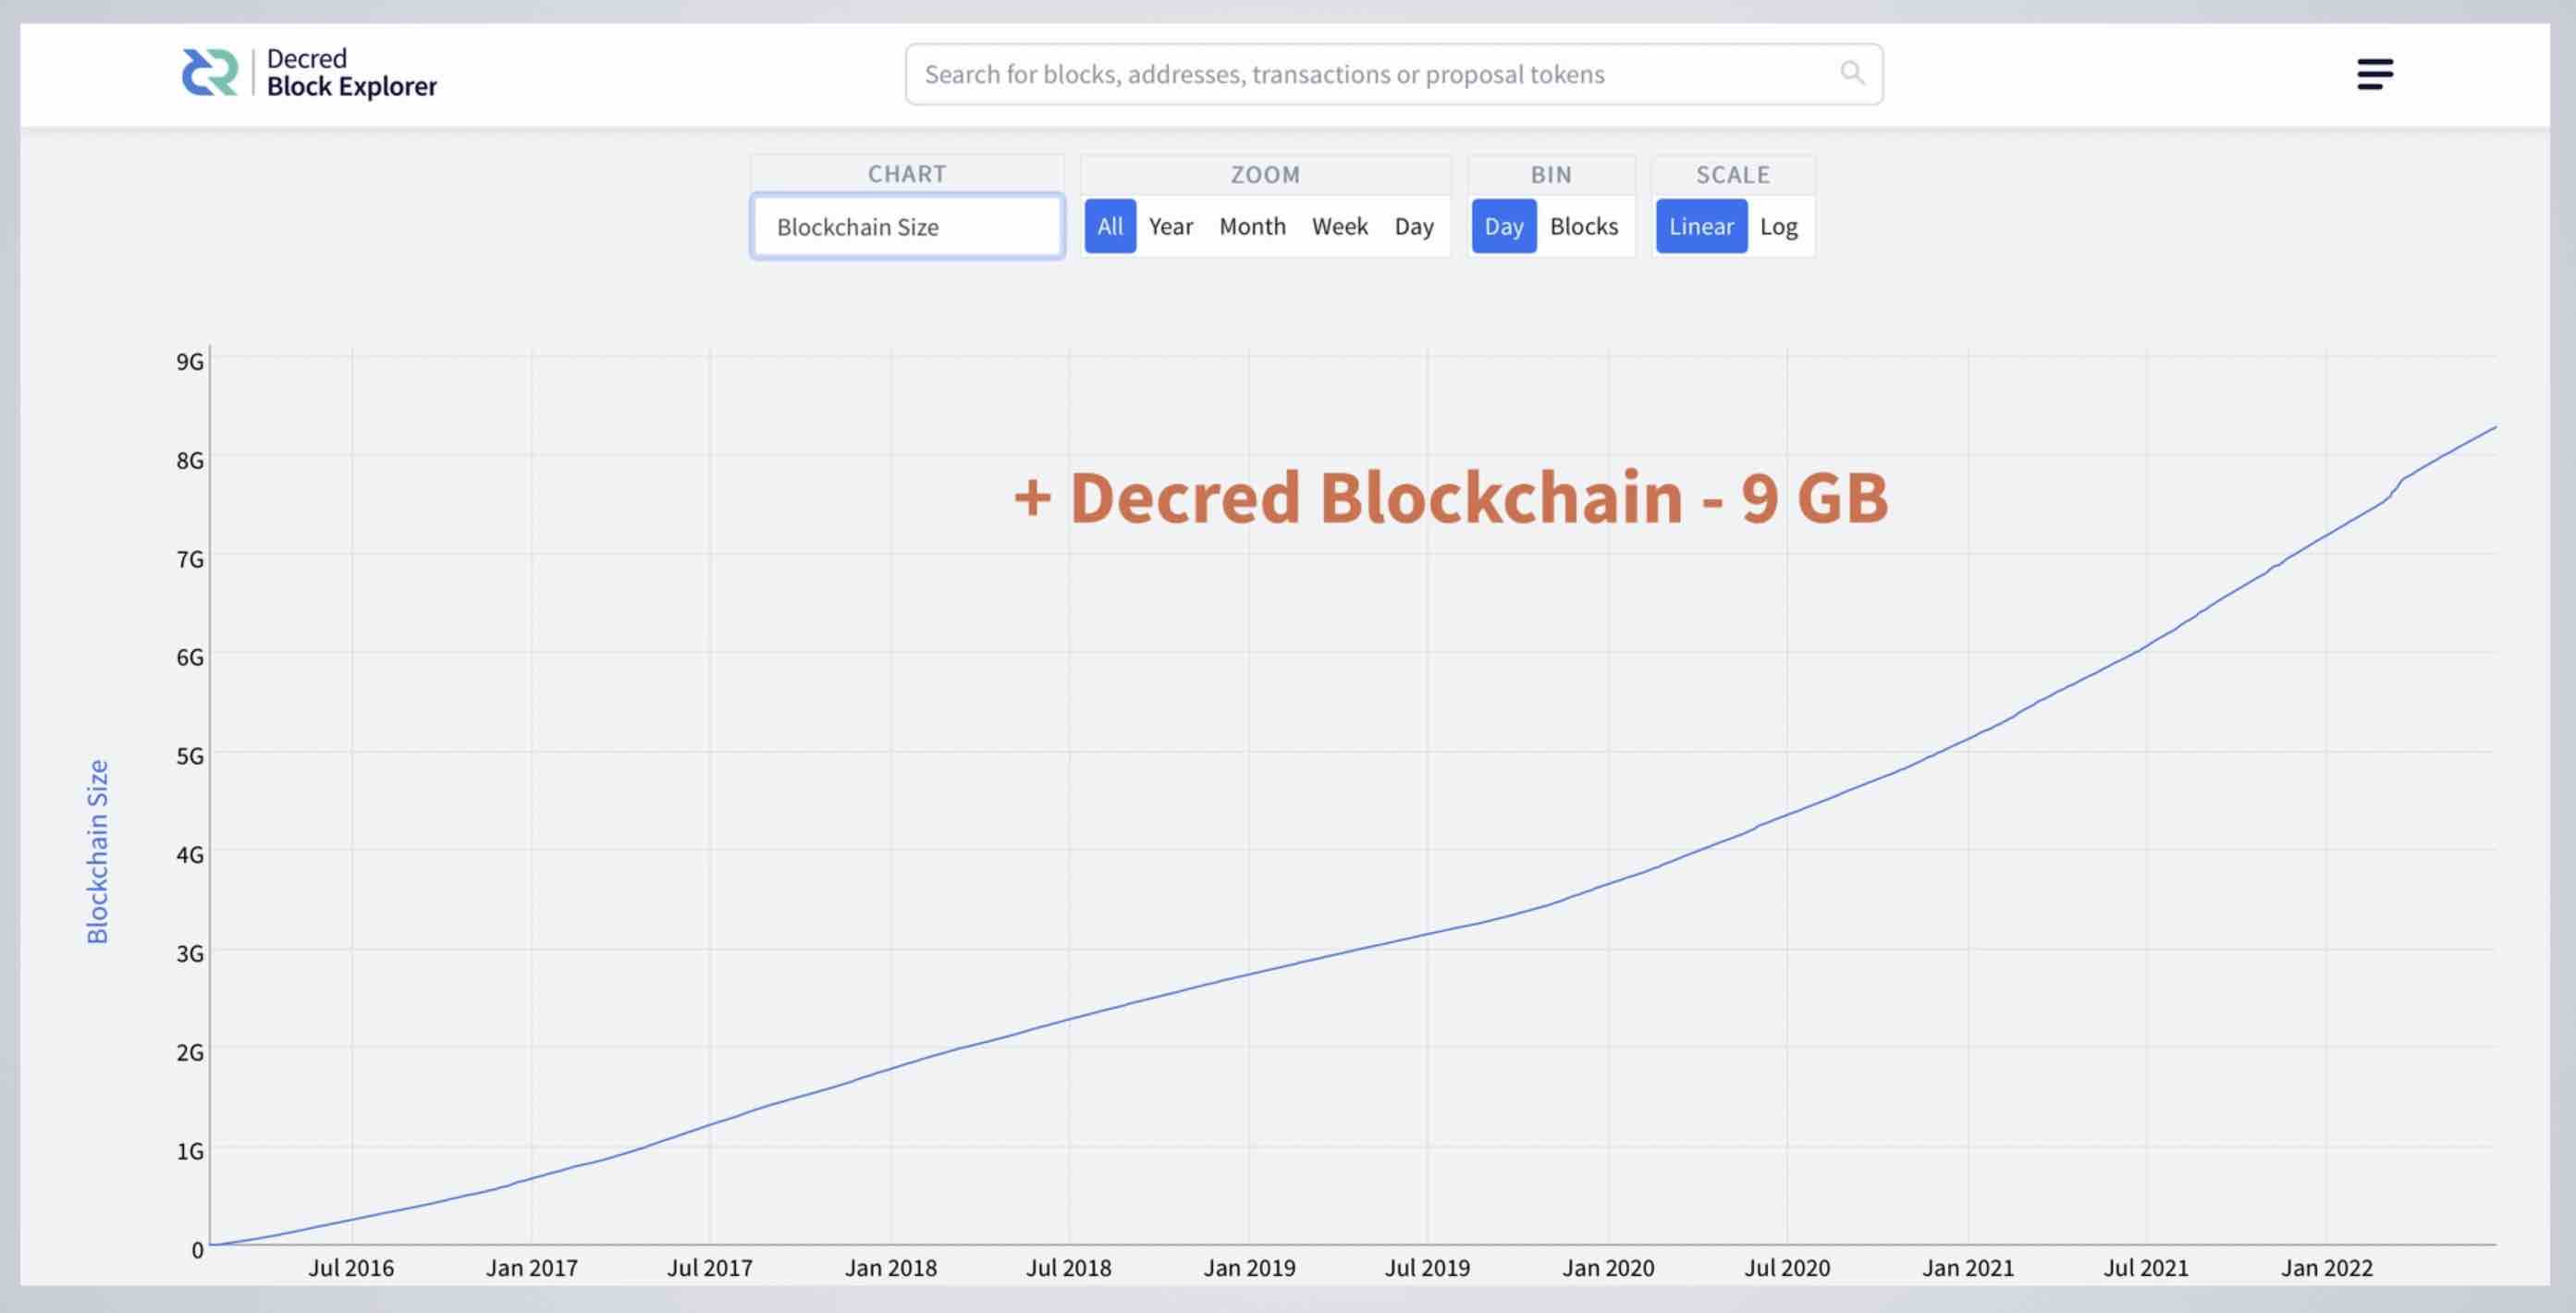 Decred
Block Explorer
Search for blocks, addresses, transactions or proposal tokens
CHART
ZOOM
BIN
SCALE
Blockchain Size
All Year Month Week Day
Day Blocks
Linear Log
+ Decred Blockchain - 9 GB
Blockchain Size
9G
8G
7G
6G
5G
4G
3G
2G
1G
0
Jul 2016 Jan 2017 Jul 2017 Jan 2018 Jul 2018 Jan 2019 Jul 2019 Jan 2020 Jul 2020 Jan 2021 Jul 2021 Jan 2022